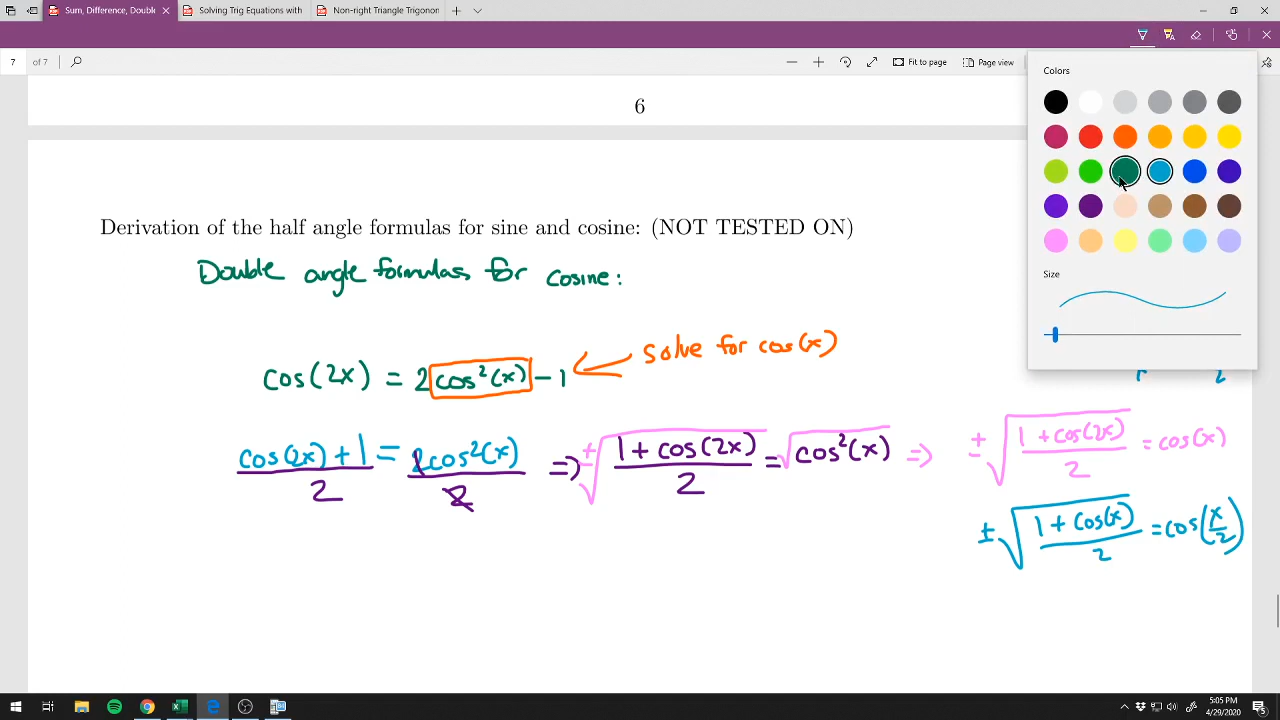 Sum, Difference, Double
Solving Trig Equations with
Non-right Triangle Trigonom
7 of 7
Fit to page
Page view
Colors
Size
6
Derivation of the half angle formulas for sine and cosine: (NOT TESTED ON)
Double angle formulas for cosine:
cos(2x) = 2cos²(x) - 1
solve for cos(x)
(cos(2x) + 1)/2 = 2cos²(x)/2 => ±√((1 + cos(2x))/2) = √cos²(x) => ±√((1 + cos(2x))/2) = cos(x)
±√((1 + cos(x))/2) = cos(x/2)
5:05 PM
4/29/2020